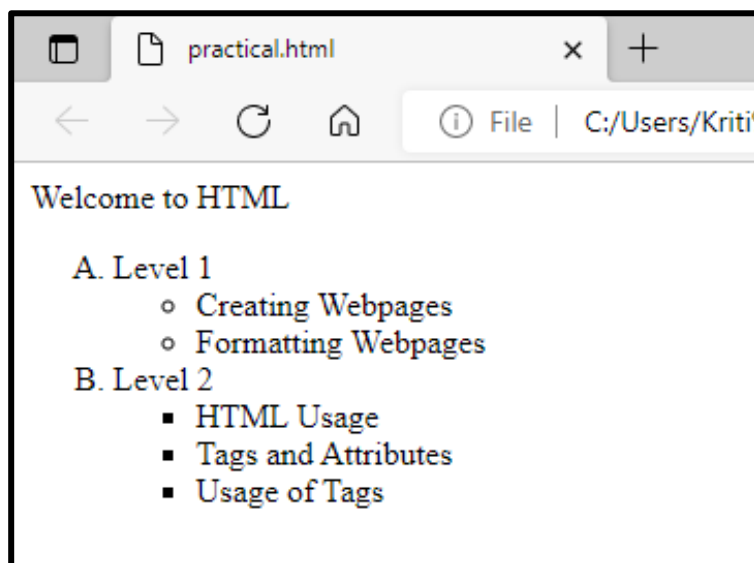 practical.html
File
C:/Users/Kriti
Welcome to HTML
A. Level 1
Creating Webpages
Formatting Webpages
B. Level 2
HTML Usage
Tags and Attributes
Usage of Tags